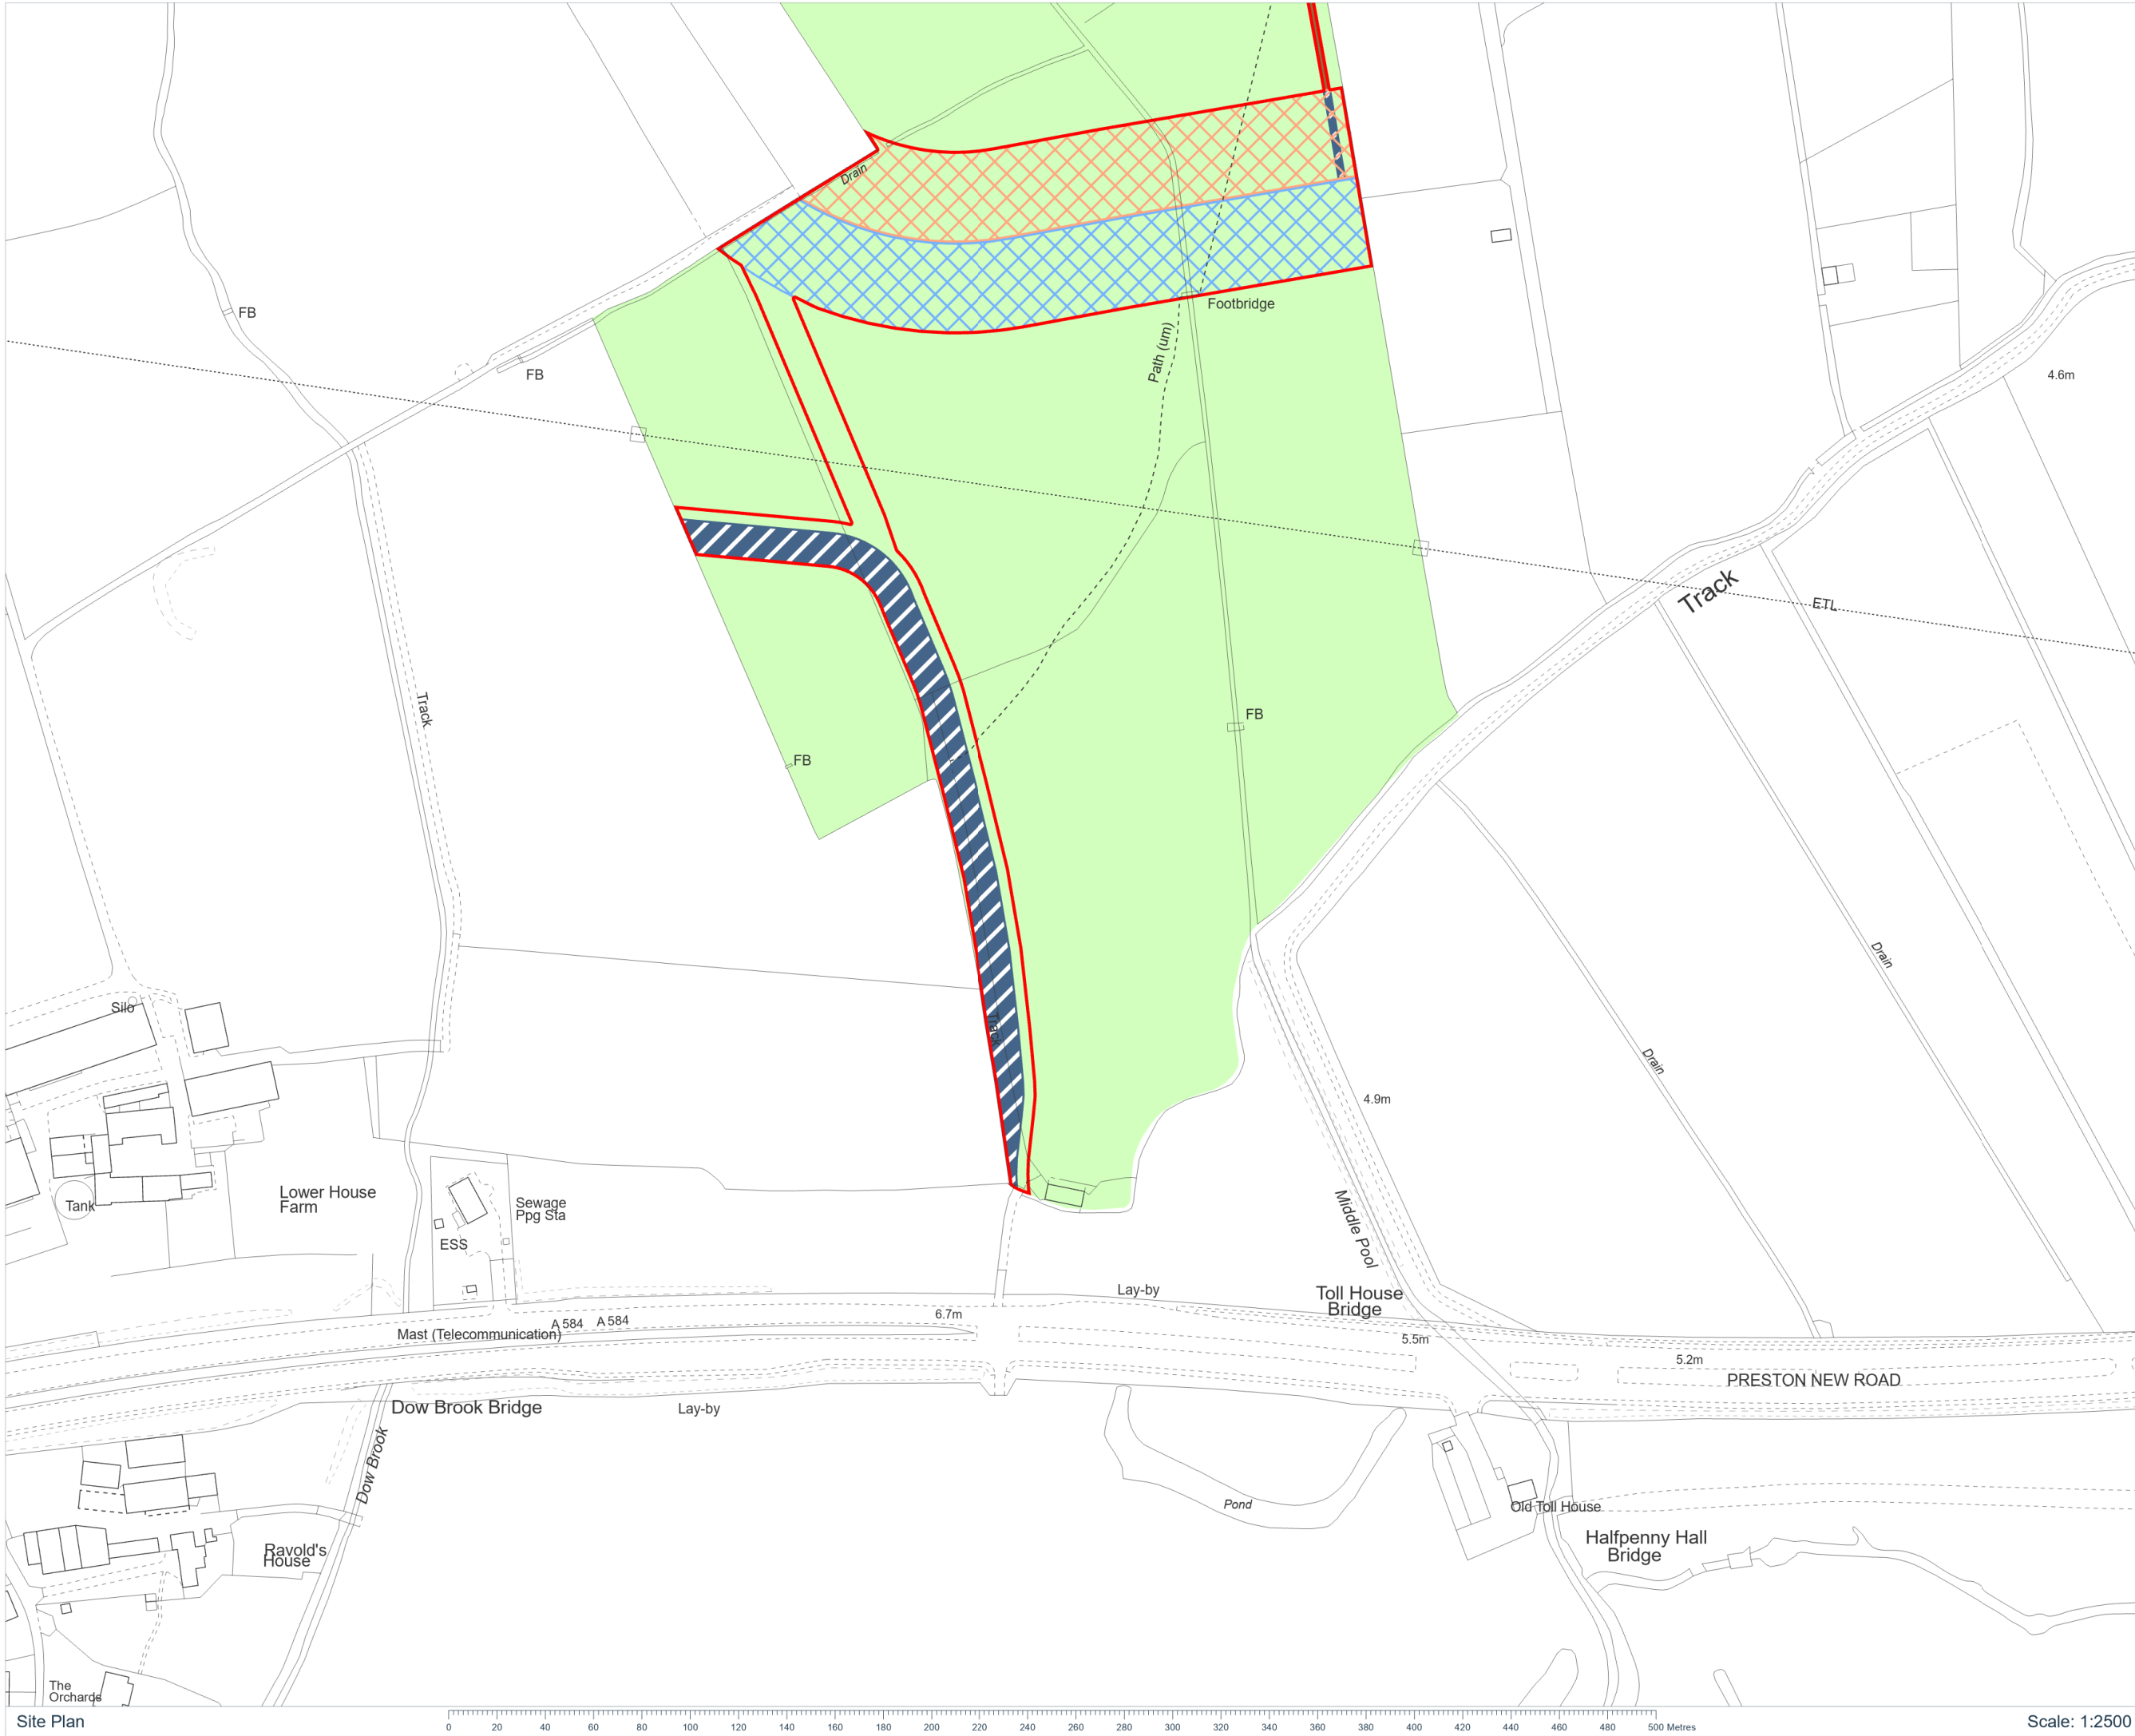 Drain
FB
Footbridge
Path (um)
FB
4.6m
Track
ETL
Track
FB
FB
Drain
Silo
Track
Drain
4.9m
Lower House
Farm
Tank
Sewage
Ppg Sta
ESS
Middle Pool
Lay-by
Toll House
Bridge
6.7m
A 584
A 584
Mast (Telecommunication)
5.5m
5.2m
PRESTON NEW ROAD
Dow Brook Bridge
Lay-by
Dow Brook
Pond
Old Toll House
Halfpenny Hall
Bridge
Ravold's
House
The
Orchards
Site Plan
0 20 40 60 80 100 120 140 160 180 200 220 240 260 280 300 320 340 360 380 400 420 440 460 480 500 Metres
Scale: 1:2500